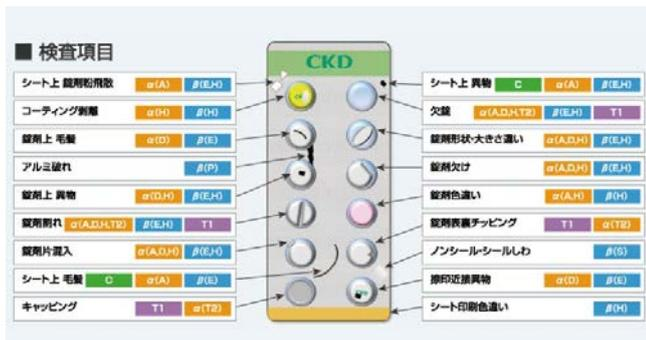 ■ 検査項目
CKD
シート上 錠剤粉飛散 α(A) β(E,H)
コーティング剥離 α(H) β(H)
錠剤上 毛髪 α(D) β(E)
アルミ破れ β(P)
錠剤上 異物 α(D,H) β(E,H)
錠剤割れ α(A,D,H,T2) β(E,H) T1
錠剤片混入 α(A,D,H) β(E,H)
シート上 毛髪 C α(A) β(E)
キャッピング T1 α(T2)
シート上 異物 C α(A) β(E,H)
欠錠 α(A,D,H,T2) β(E,H) T1
錠剤形状・大きさ違い α(A,D,H) β(E,H)
錠剤欠け α(A,D,H) β(E,H)
錠剤色違い α(A,H) β(H)
錠剤表裏チッピング T1 α(T2)
ノンシール・シールしわ β(S)
捺印近接異物 α(D) β(E)
シート印刷色違い β(H)